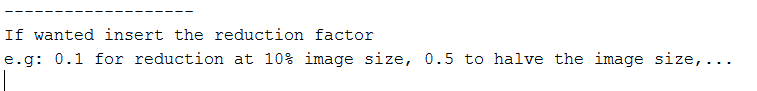 -------------------
If wanted insert the reduction factor
e.g: 0.1 for reduction at 10% image size, 0.5 to halve the image size,...